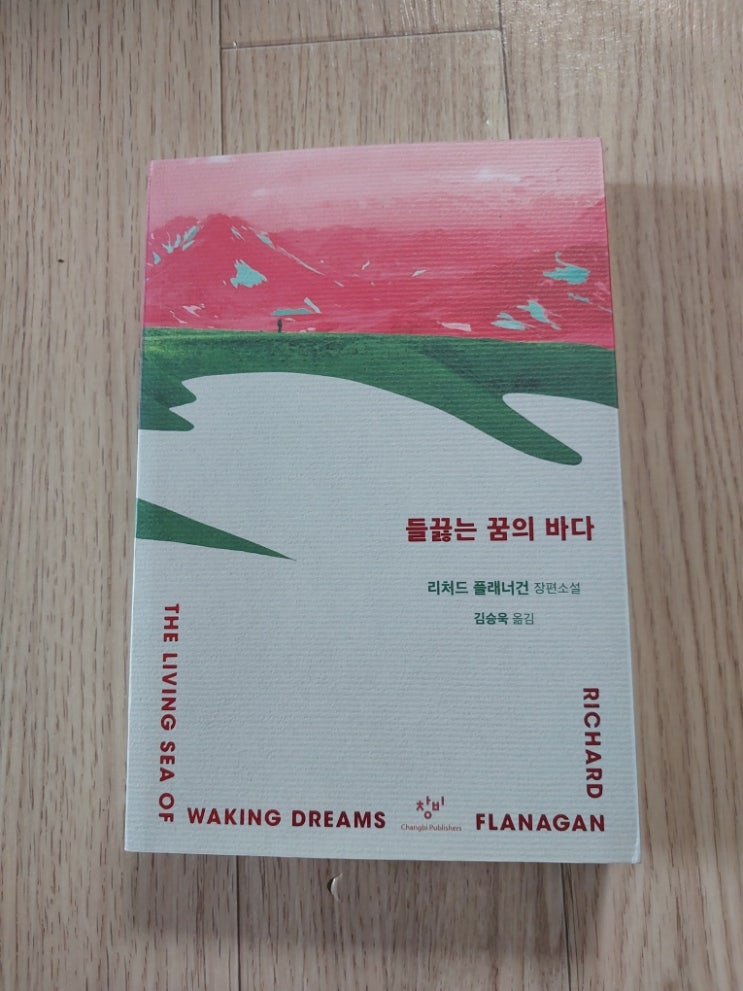 들끓는 꿈의 바다
리처드 플래너건 장편소설
김승욱 옮김
THE LIVING SEA OF
WAKING DREAMS
창비
Changbi Publishers
RICHARD
FLANAGAN